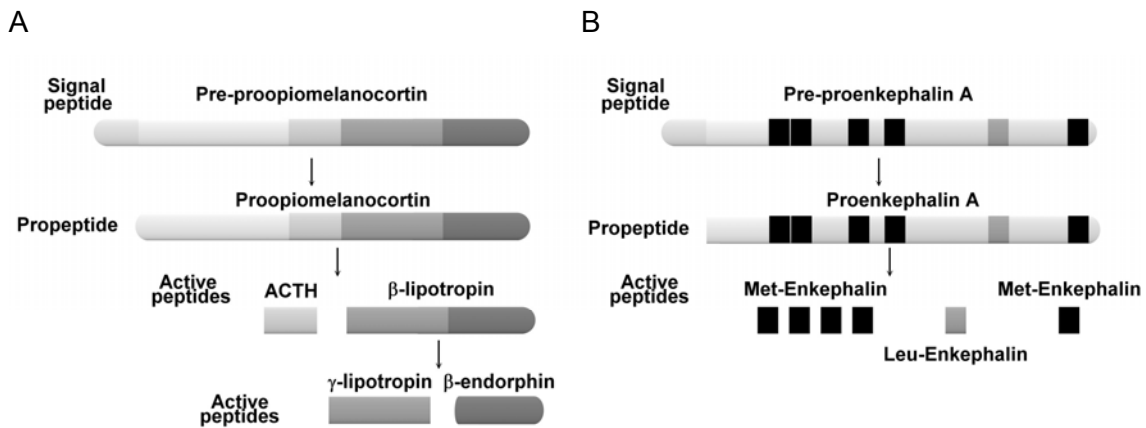 A
Signal
peptide
Pre-proopiomelanocortin
Proopiomelanocortin
Propeptide
Active
peptides
ACTH
β-lipotropin
γ-lipotropin
β-endorphin
Active
peptides
B
Signal
peptide
Pre-proenkephalin A
Proenkephalin A
Propeptide
Active
peptides
Met-Enkephalin
Met-Enkephalin
Leu-Enkephalin